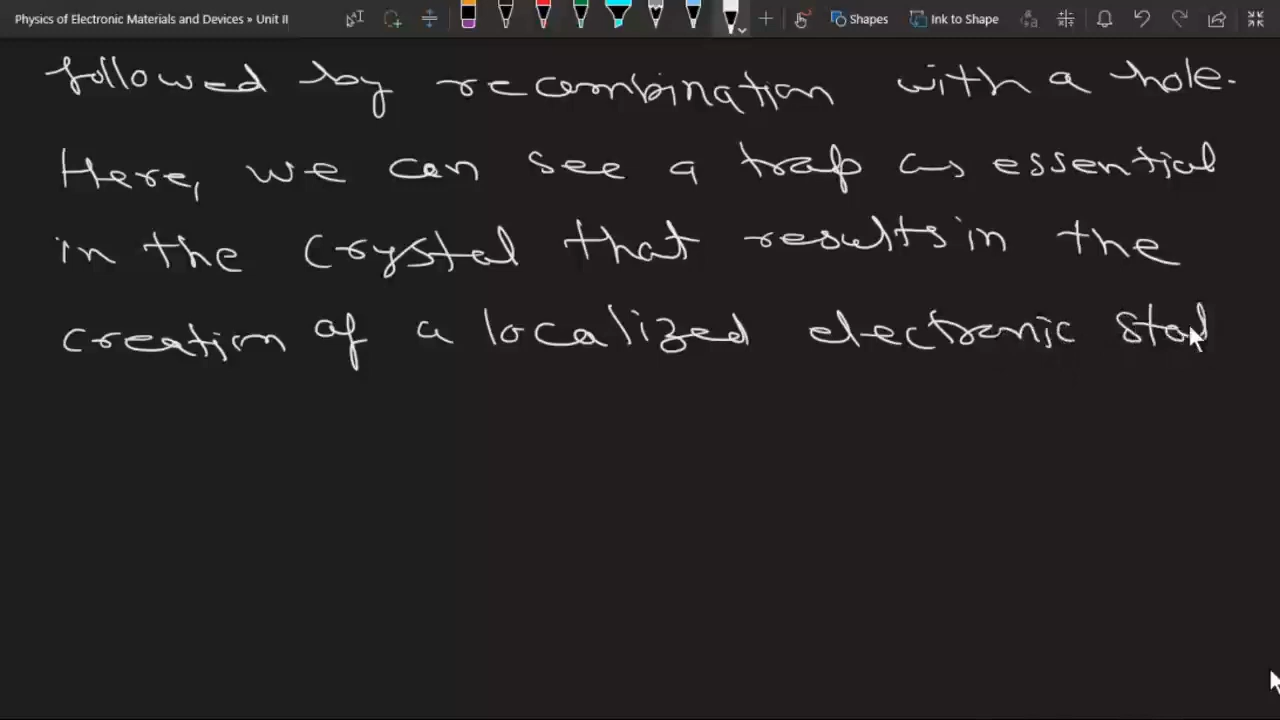 Physics of Electronic Materials and Devices » Unit II
Shapes
Ink to Shape
followed by recombination with a hole.
Here, we can see a trap as essential
in the crystal that results in the
creation of a localized electronic